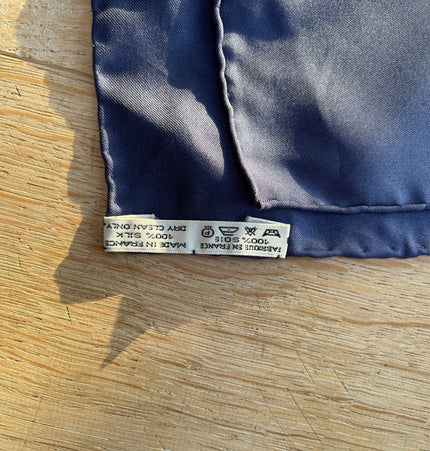 FABRIQUE EN FRANCE
100% SOIE
P
MADE IN FRANCE
100% SILK
DRY CLEAN ONLY